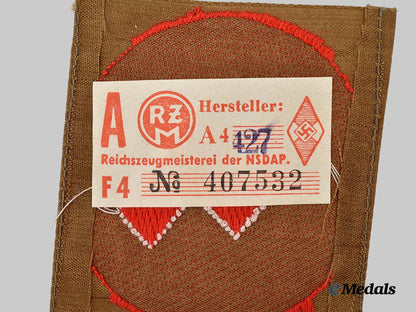 A RZM Hersteller:
A4 427
Reichszeugmeisterei der NSDAP.
F4 № 407532
Medals